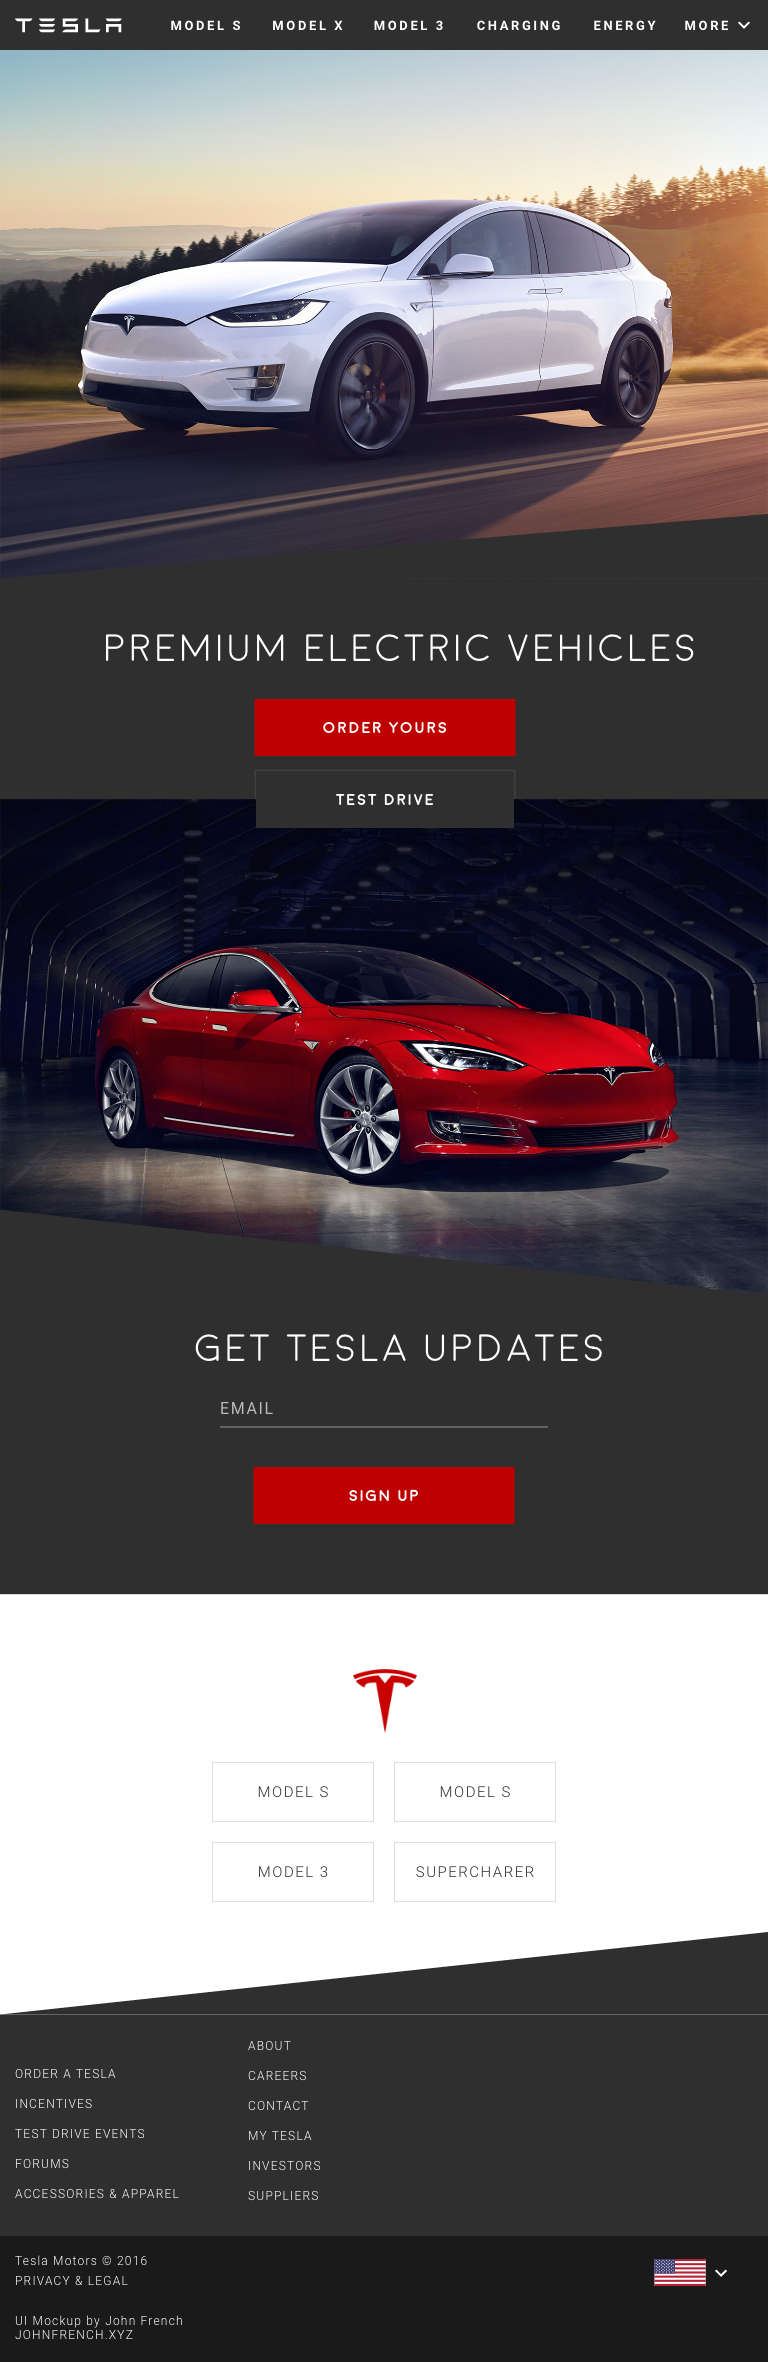 TESLA MODEL S MODEL X MODEL 3 CHARGING ENERGY MORE
PREMIUM ELECTRIC VEHICLES
ORDER YOURS
TEST DRIVE
GET TESLA UPDATES
EMAIL
SIGN UP
MODEL S MODEL S
MODEL 3 SUPERCHARER
ORDER A TESLA
INCENTIVES
TEST DRIVE EVENTS
FORUMS
ACCESSORIES & APPAREL
ABOUT
CAREERS
CONTACT
MY TESLA
INVESTORS
SUPPLIERS
Tesla Motors © 2016
PRIVACY & LEGAL
UI Mockup by John French
JOHNFRENCH.XYZ